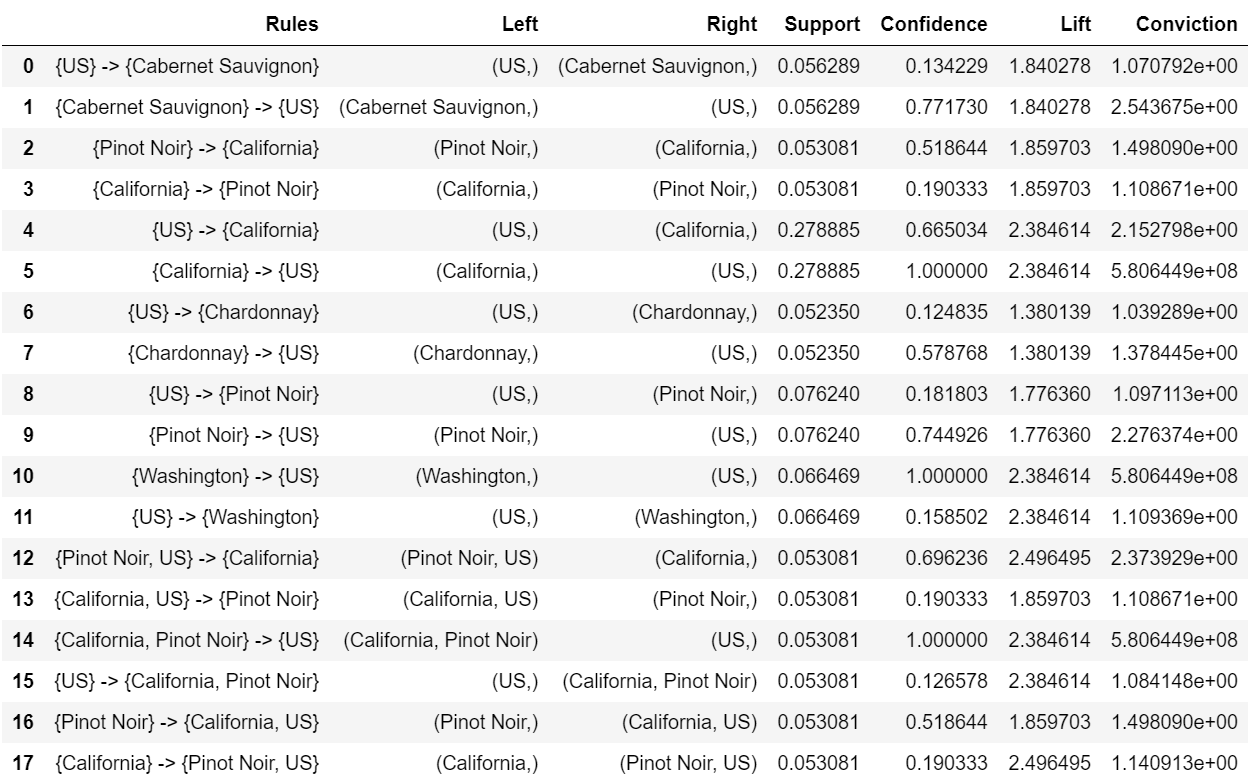 Rules Left Right Support Confidence Lift Conviction
0 {US} -> {Cabernet Sauvignon} (US,) (Cabernet Sauvignon,) 0.056289 0.134229 1.840278 1.070792e+00
1 {Cabernet Sauvignon} -> {US} (Cabernet Sauvignon,) (US,) 0.056289 0.771730 1.840278 2.543675e+00
2 {Pinot Noir} -> {California} (Pinot Noir,) (California,) 0.053081 0.518644 1.859703 1.498090e+00
3 {California} -> {Pinot Noir} (California,) (Pinot Noir,) 0.053081 0.190333 1.859703 1.108671e+00
4 {US} -> {California} (US,) (California,) 0.278885 0.665034 2.384614 2.152798e+00
5 {California} -> {US} (California,) (US,) 0.278885 1.000000 2.384614 5.806449e+08
6 {US} -> {Chardonnay} (US,) (Chardonnay,) 0.052350 0.124835 1.380139 1.039289e+00
7 {Chardonnay} -> {US} (Chardonnay,) (US,) 0.052350 0.578768 1.380139 1.378445e+00
8 {US} -> {Pinot Noir} (US,) (Pinot Noir,) 0.076240 0.181803 1.776360 1.097113e+00
9 {Pinot Noir} -> {US} (Pinot Noir,) (US,) 0.076240 0.744926 1.776360 2.276374e+00
10 {Washington} -> {US} (Washington,) (US,) 0.066469 1.000000 2.384614 5.806449e+08
11 {US} -> {Washington} (US,) (Washington,) 0.066469 0.158502 2.384614 1.109369e+00
12 {Pinot Noir, US} -> {California} (Pinot Noir, US) (California,) 0.053081 0.696236 2.496495 2.373929e+00
13 {California, US} -> {Pinot Noir} (California, US) (Pinot Noir,) 0.053081 0.190333 1.859703 1.108671e+00
14 {California, Pinot Noir} -> {US} (California, Pinot Noir) (US,) 0.053081 1.000000 2.384614 5.806449e+08
15 {US} -> {California, Pinot Noir} (US,) (California, Pinot Noir) 0.053081 0.126578 2.384614 1.084148e+00
16 {Pinot Noir} -> {California, US} (Pinot Noir,) (California, US) 0.053081 0.518644 1.859703 1.498090e+00
17 {California} -> {Pinot Noir, US} (California,) (Pinot Noir, US) 0.053081 0.190333 2.496495 1.140913e+00